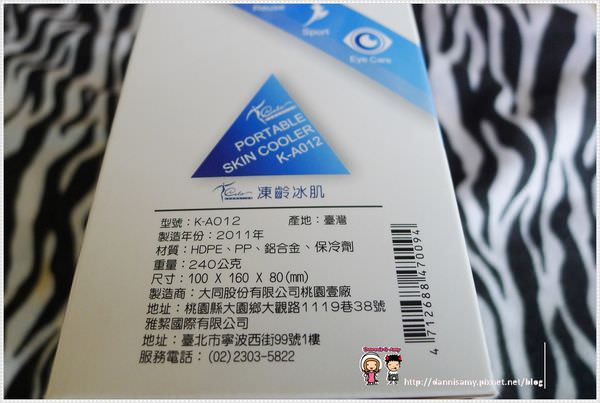 Reuse
Sport
Eye Care
PORTABLE
SKIN COOLER
K-A012
凍齡冰肌
型號：K-A012 產地：臺灣
製造年份：2011年
材質：HDPE、PP、鋁合金、保冷劑
重量：240公克
尺寸：100 X 160 X 80(mm)
製造商：大同股份有限公司桃園壹廠
地址：桃園縣大園鄉大觀路1119巷38號
雅絜國際有限公司
地址：臺北市寧波西街99號1樓
服務電話：(02)2303-5822
4 712688 470094
Dannis & Amy
http://dannisamy.pixnet.net/blog